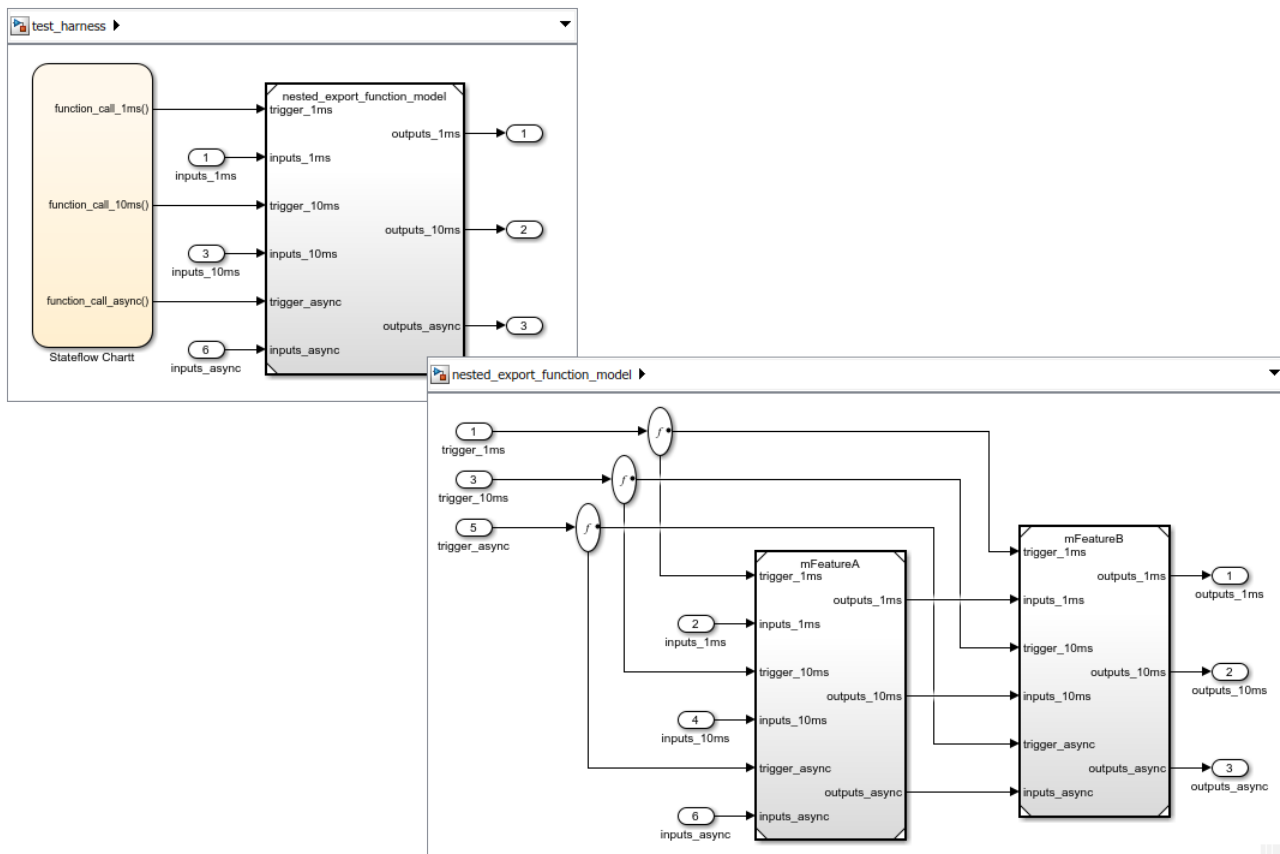 test_harness
nested_export_function_model
function_call_1ms()
trigger_1ms
outputs_1ms
1
1
inputs_1ms
inputs_1ms
function_call_10ms()
trigger_10ms
outputs_10ms
2
3
inputs_10ms
inputs_10ms
function_call_async()
trigger_async
outputs_async
3
Stateflow Chartt
6
inputs_async
inputs_async
nested_export_function_model
1
trigger_1ms
f
3
trigger_10ms
f
5
trigger_async
f
mFeatureA
trigger_1ms
outputs_1ms
2
inputs_1ms
inputs_1ms
trigger_10ms
outputs_10ms
4
inputs_10ms
inputs_10ms
trigger_async
outputs_async
6
inputs_async
inputs_async
mFeatureB
trigger_1ms
outputs_1ms
1
outputs_1ms
inputs_1ms
trigger_10ms
outputs_10ms
2
outputs_10ms
inputs_10ms
trigger_async
outputs_async
3
outputs_async
inputs_async